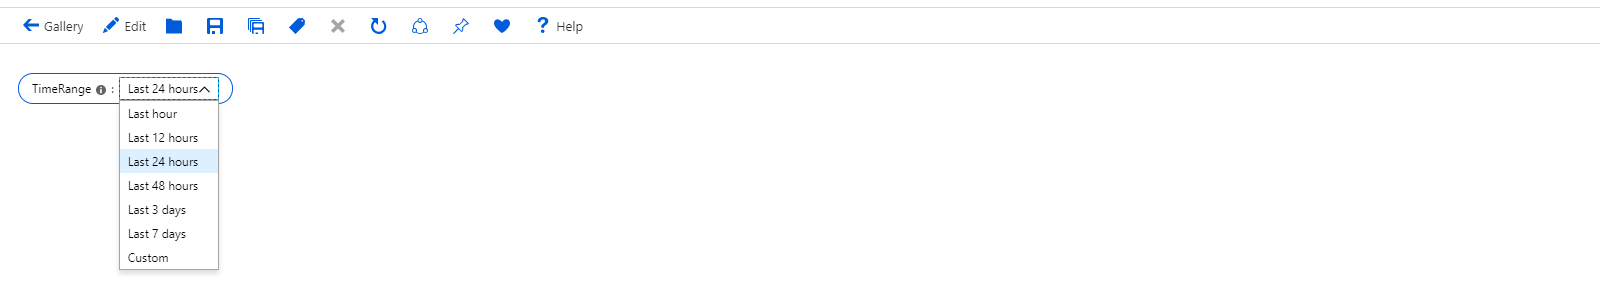 Gallery Edit ? Help
TimeRange : Last 24 hours
Last hour
Last 12 hours
Last 24 hours
Last 48 hours
Last 3 days
Last 7 days
Custom